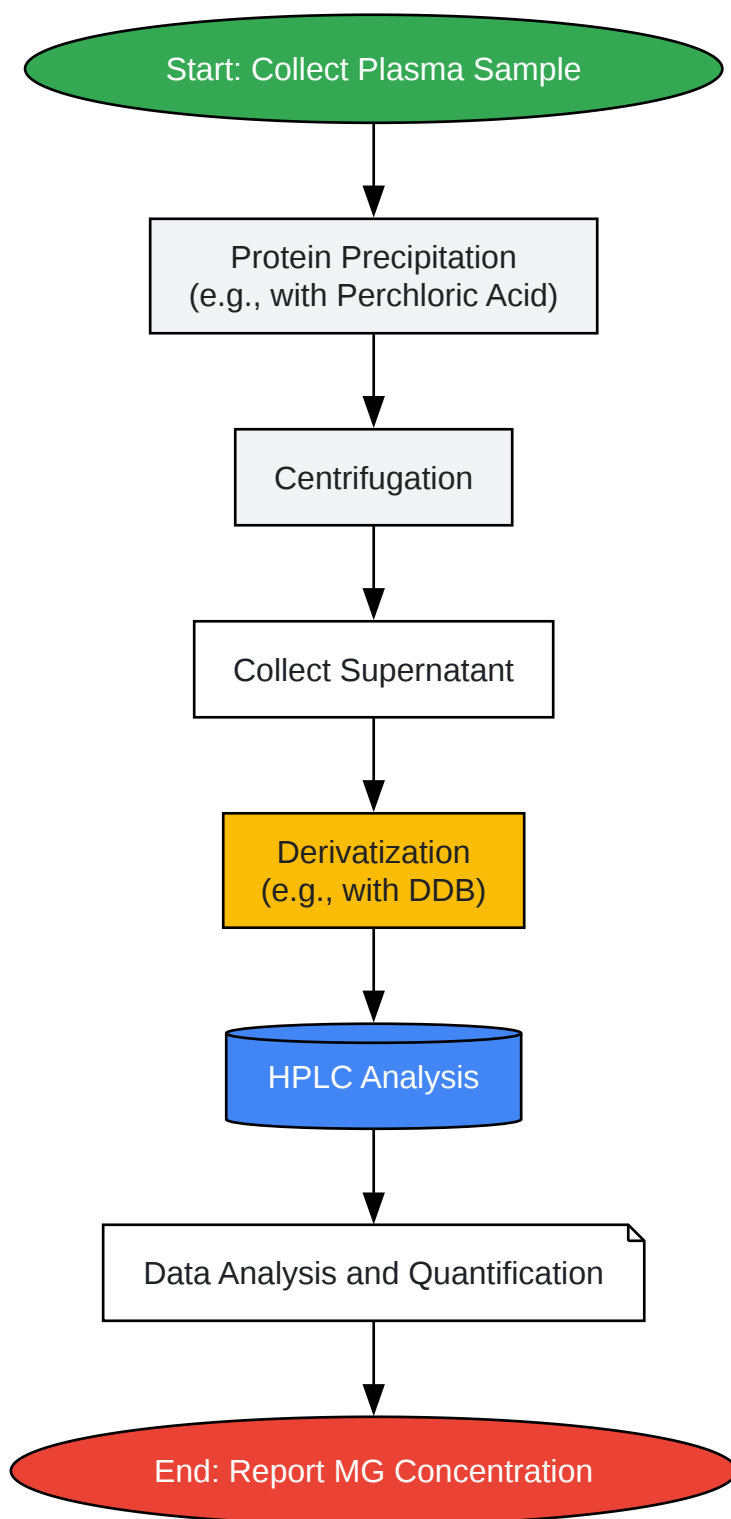 Start: Collect Plasma Sample
Protein Precipitation
(e.g., with Perchloric Acid)
Centrifugation
Collect Supernatant
Derivatization
(e.g., with DDB)
HPLC Analysis
Data Analysis and Quantification
End: Report MG Concentration